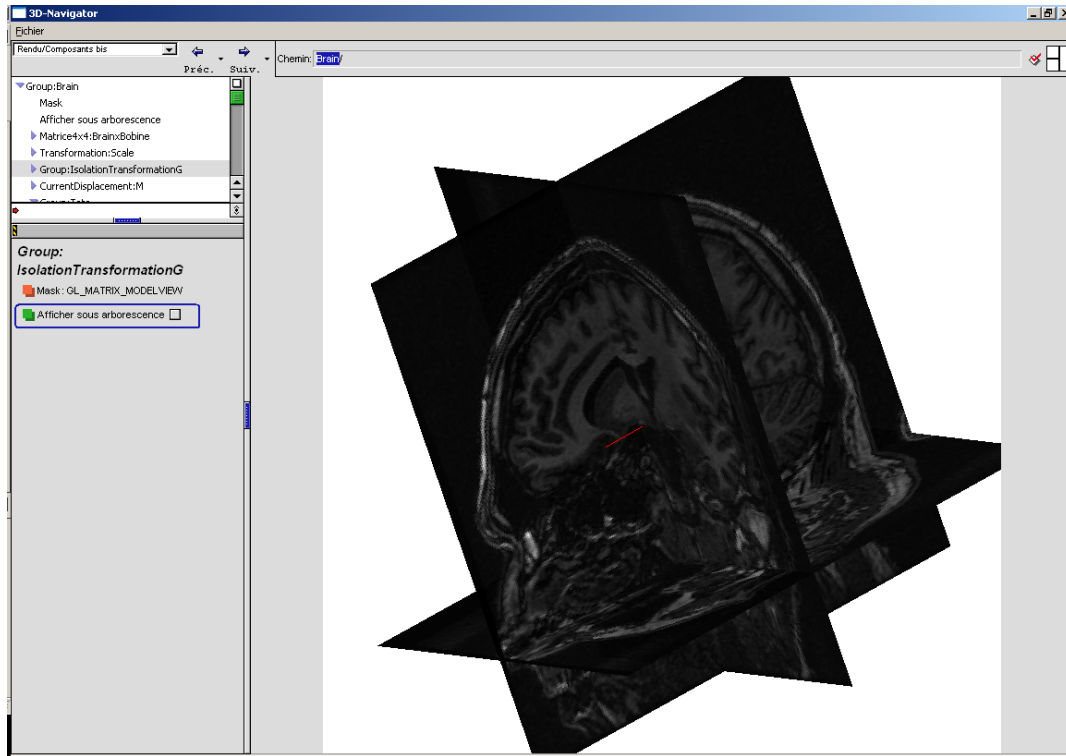 3D-Navigator
Fichier
Rendu/Composants bis
Préc. Suiv.
Chemin: Brain/
Group:Brain
Mask
Afficher sous arborescence
Matrice4x4:BrainxBobine
Transformation:Scale
Group:IsolationTransformationG
CurrentDisplacement:M
Group:
IsolationTransformationG
Mask: GL_MATRIX_MODELVIEW
Afficher sous arborescence